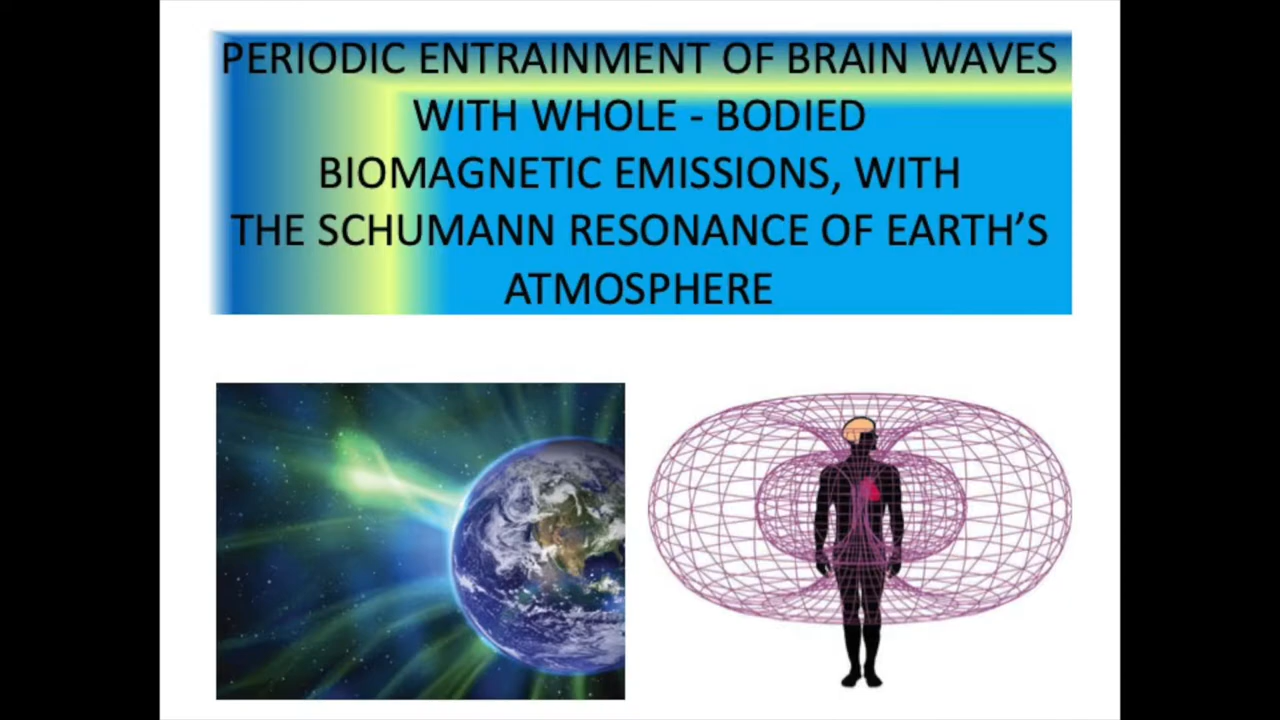 PERIODIC ENTRAINMENT OF BRAIN WAVES
WITH WHOLE - BODIED
BIOMAGNETIC EMISSIONS, WITH
THE SCHUMANN RESONANCE OF EARTH’S
ATMOSPHERE